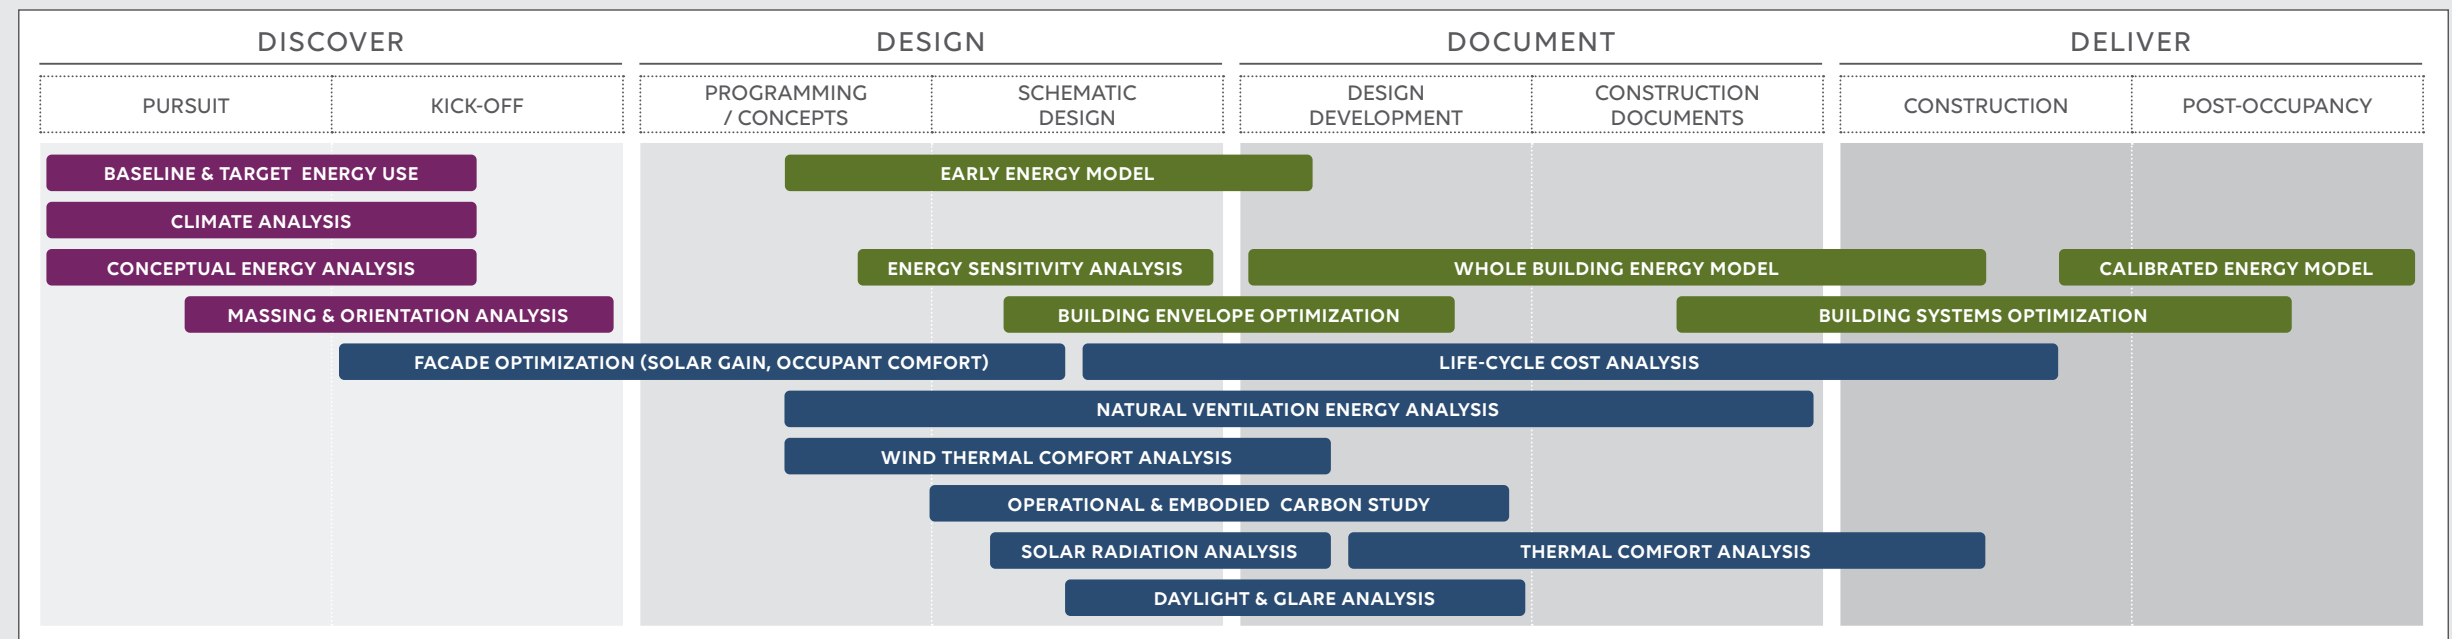 DISCOVER
DESIGN
DOCUMENT
DELIVER
PURSUIT
KICK-OFF
PROGRAMMING
/ CONCEPTS
SCHEMATIC
DESIGN
DESIGN
DEVELOPMENT
CONSTRUCTION
DOCUMENTS
CONSTRUCTION
POST-OCCUPANCY
BASELINE & TARGET ENERGY USE
EARLY ENERGY MODEL
CLIMATE ANALYSIS
CONCEPTUAL ENERGY ANALYSIS
ENERGY SENSITIVITY ANALYSIS
WHOLE BUILDING ENERGY MODEL
CALIBRATED ENERGY MODEL
MASSING & ORIENTATION ANALYSIS
BUILDING ENVELOPE OPTIMIZATION
BUILDING SYSTEMS OPTIMIZATION
FACADE OPTIMIZATION (SOLAR GAIN, OCCUPANT COMFORT)
LIFE-CYCLE COST ANALYSIS
NATURAL VENTILATION ENERGY ANALYSIS
WIND THERMAL COMFORT ANALYSIS
OPERATIONAL & EMBODIED CARBON STUDY
SOLAR RADIATION ANALYSIS
THERMAL COMFORT ANALYSIS
DAYLIGHT & GLARE ANALYSIS